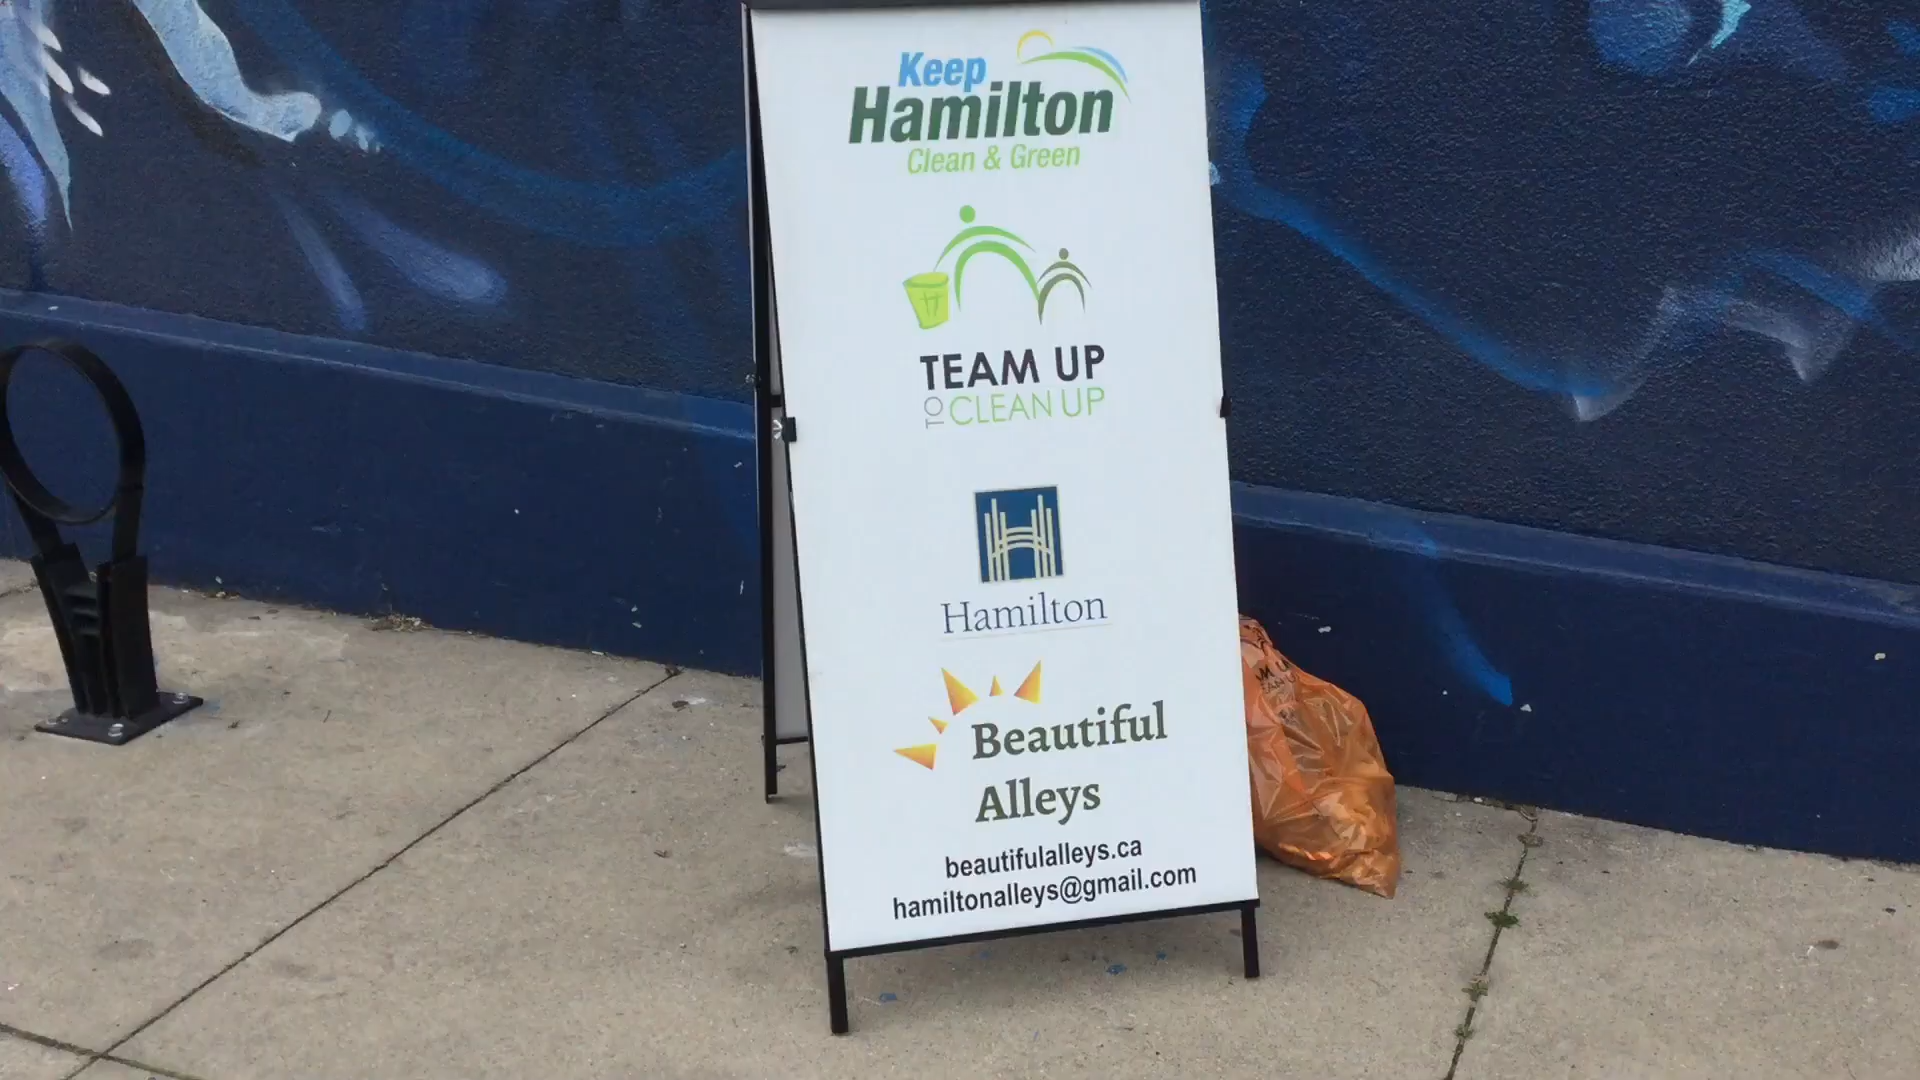 Keep
Hamilton
Clean & Green
TEAM UP
TO CLEAN UP
Hamilton
Beautiful
Alleys
beautifulalleys.ca
hamiltonalleys@gmail.com